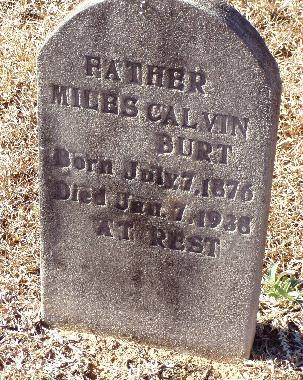 FATHER
MILES CALVIN
BURT
Born July,7,1876
Died Jan. 7,1938
AT REST